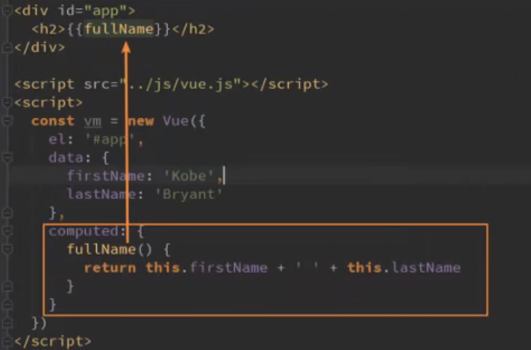 <div id="app">
<h2>{{fullName}}</h2>
</div>
<script src="../js/vue.js"></script>
<script>
const vm = new Vue({
el: '#app',
data: {
firstName: 'Kobe',
lastName: 'Bryant'
},
computed: {
fullName() {
return this.firstName + ' ' + this.lastName
}
}
})
</script>